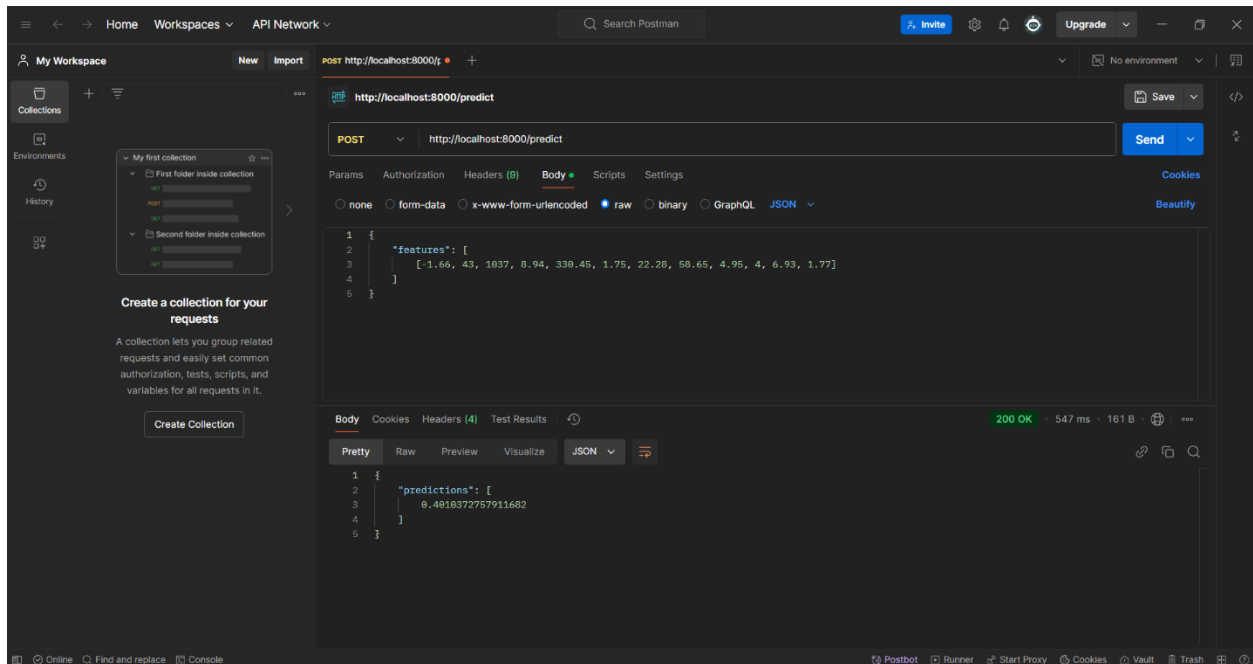 Home Workspaces API Network Search Postman Invite Upgrade
My Workspace New Import POST http://localhost:8000/p No environment
Collections
Environments
History
My first collection
First folder inside collection
GET
POST
GET
Second folder inside collection
GET
GET
Create a collection for your
requests
A collection lets you group related
requests and easily set common
authorization, tests, scripts, and
variables for all requests in it.
Create Collection
HTTP http://localhost:8000/predict Save
POST http://localhost:8000/predict Send
Params Authorization Headers (9) Body Scripts Settings Cookies
none form-data x-www-form-urlencoded raw binary GraphQL JSON Beautify
1 {
2 "features": [
3 [-1.66, 43, 1037, 8.94, 330.45, 1.75, 22.28, 58.65, 4.95, 4, 6.93, 1.77]
4 ]
5 }
Body Cookies Headers (4) Test Results 200 OK 547 ms 161 B
Pretty Raw Preview Visualize JSON
1 {
2 "predictions": [
3 0.4010372757911682
4 ]
5 }
Online Find and replace Console Postbot Runner Start Proxy Cookies Vault Trash